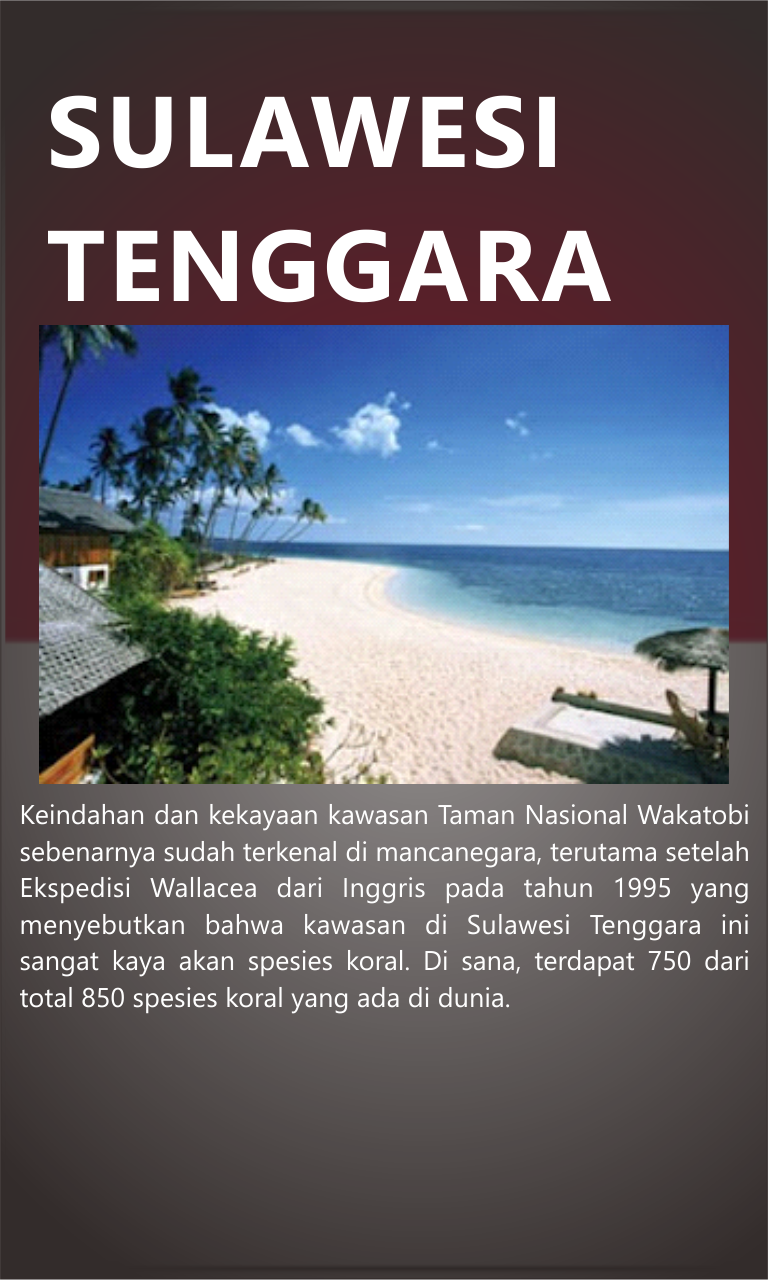 SULAWESI
TENGGARA
Keindahan dan kekayaan kawasan Taman Nasional Wakatobi
sebenarnya sudah terkenal di mancanegara, terutama setelah
Ekspedisi Wallacea dari Inggris pada tahun 1995 yang
menyebutkan bahwa kawasan di Sulawesi Tenggara ini
sangat kaya akan spesies koral. Di sana, terdapat 750 dari
total 850 spesies koral yang ada di dunia.